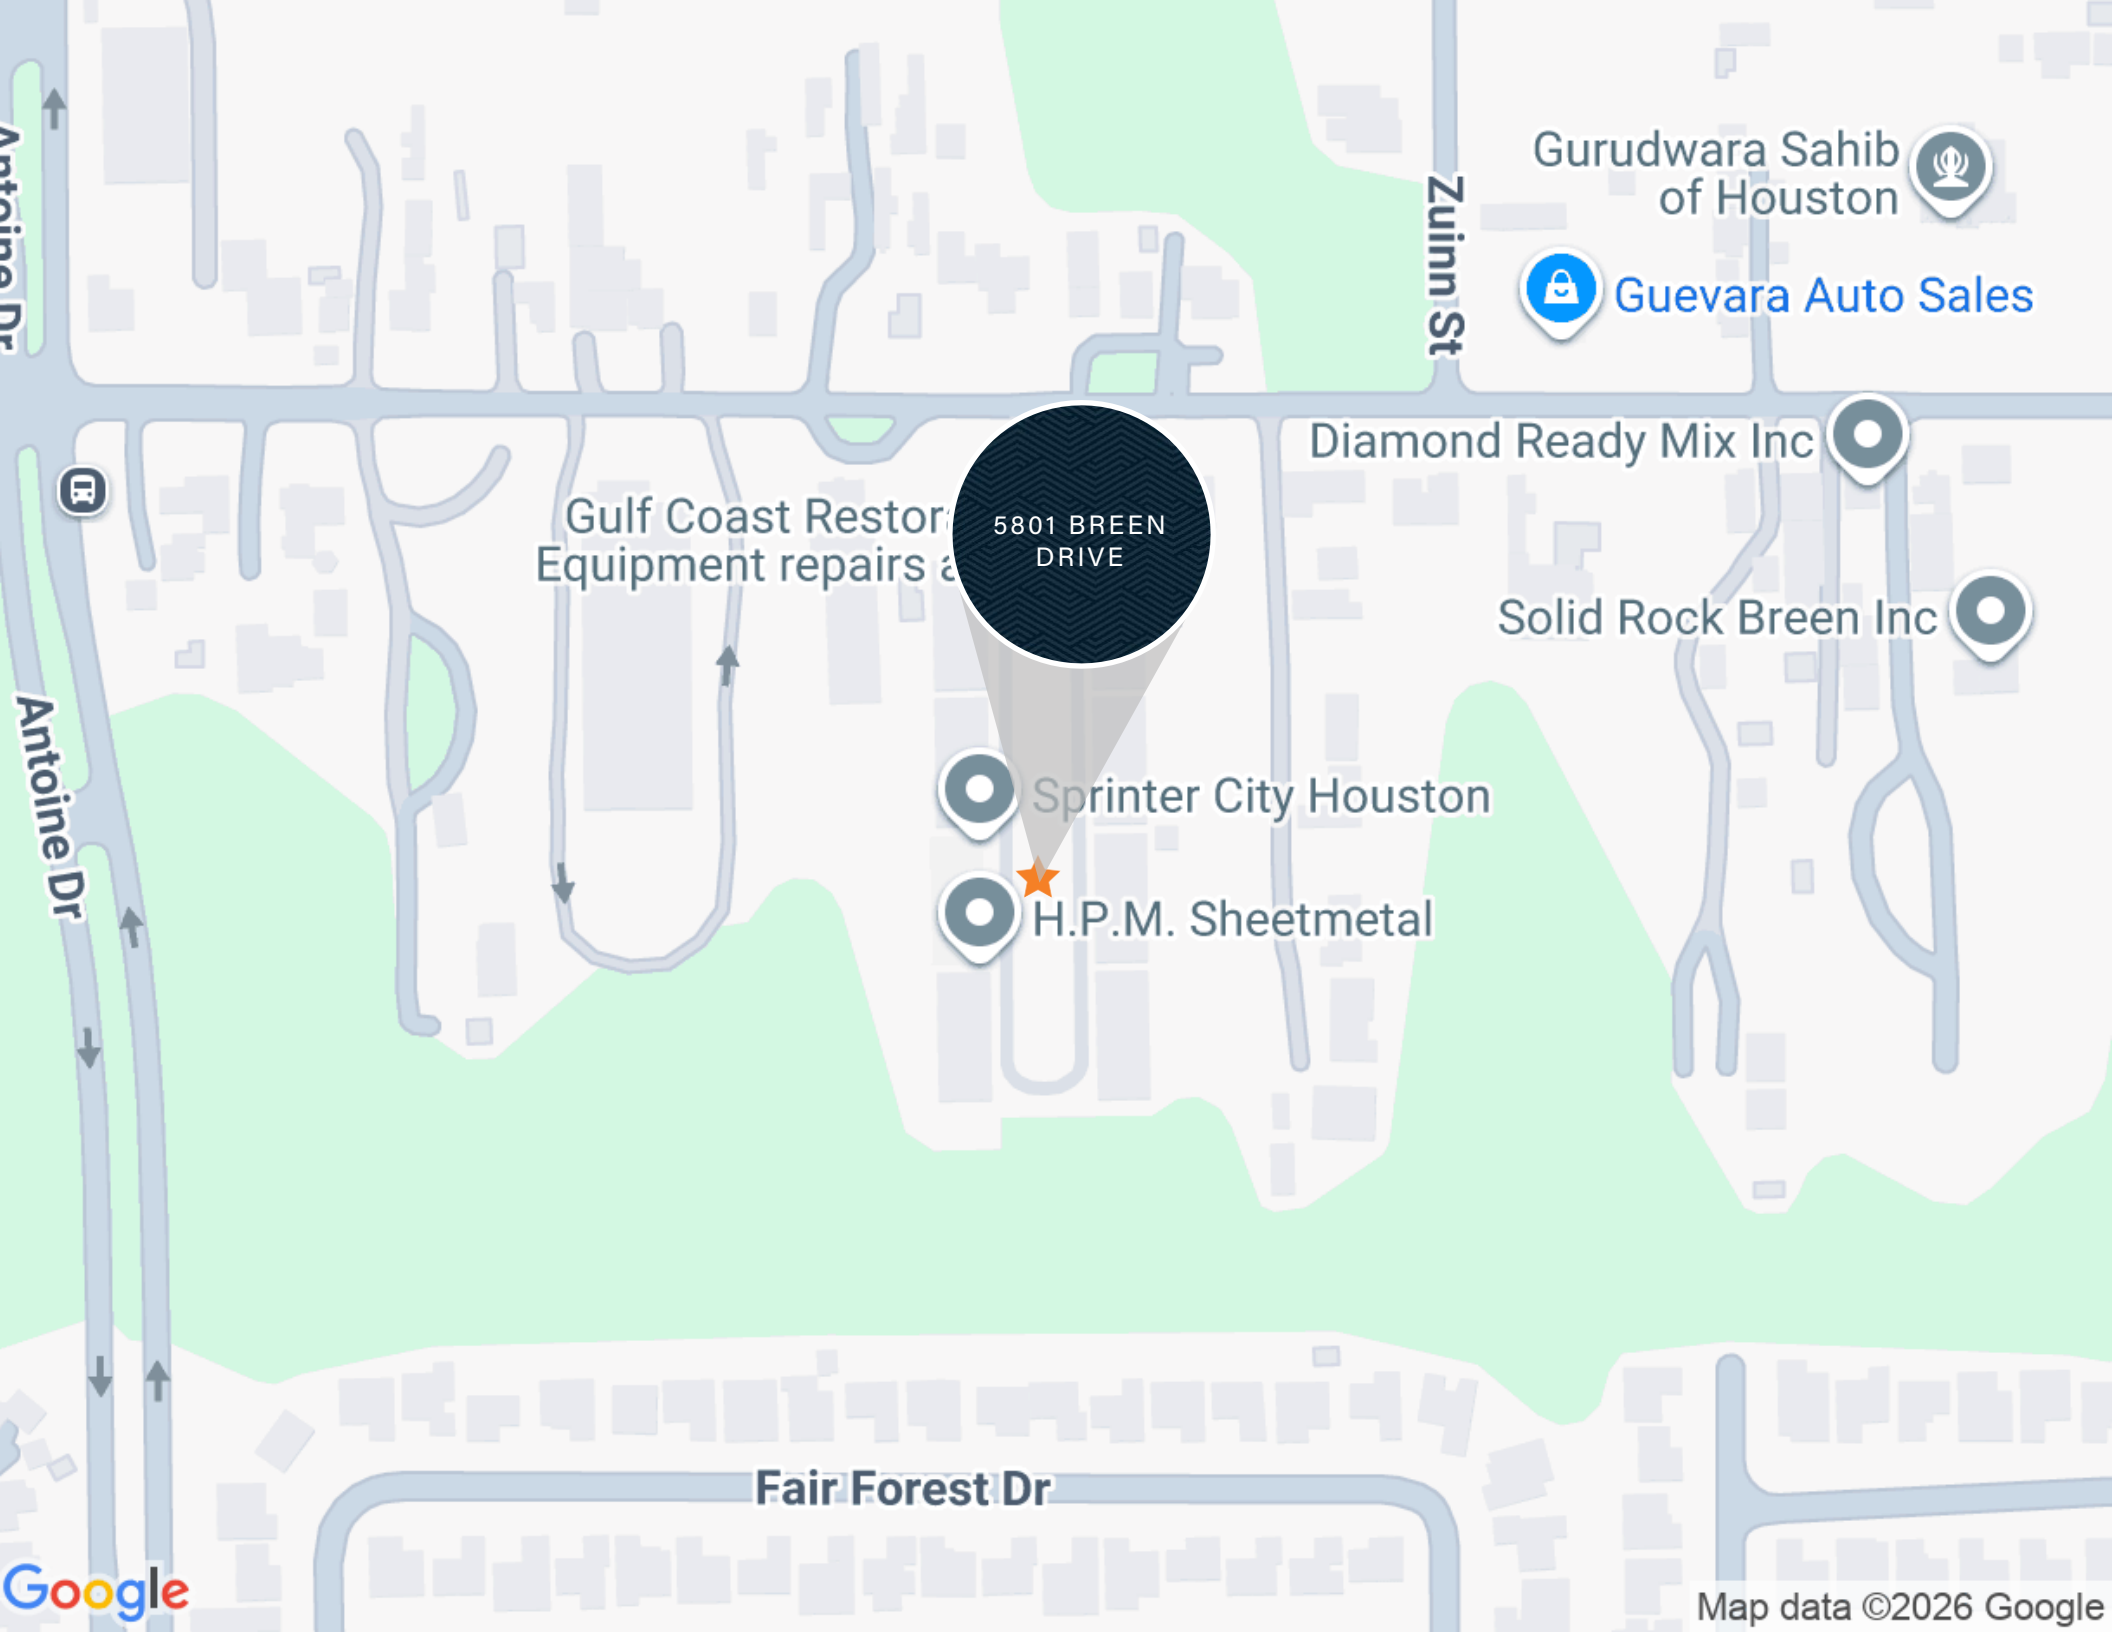 Antoine Dr
Zuinn St
Gurudwara Sahib
of Houston
Guevara Auto Sales
Diamond Ready Mix Inc
Gulf Coast Restor
Equipment repairs a
5801 BREEN
DRIVE
Solid Rock Breen Inc
Antoine Dr
Sprinter City Houston
H.P.M. Sheetmetal
Fair Forest Dr
Google
Map data ©2026 Google